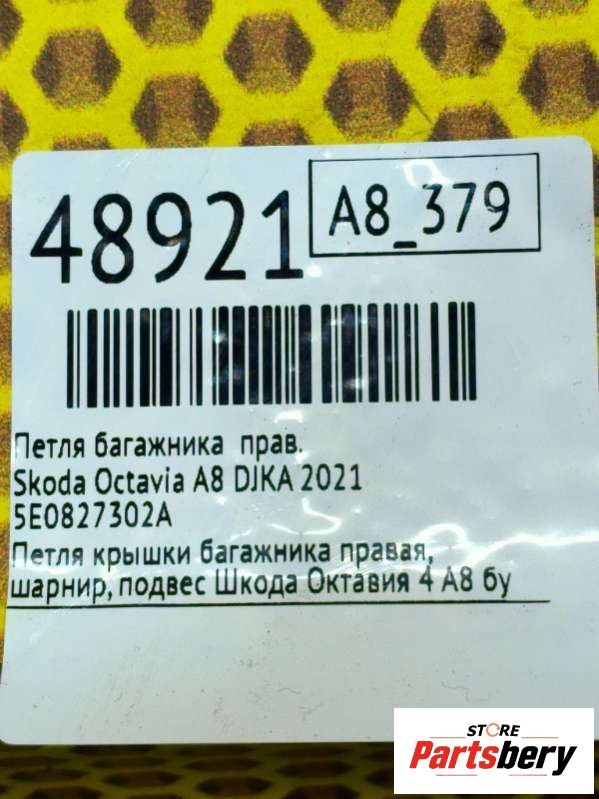 48921
A8_379
Петля багажника прав.
Skoda Octavia A8 DJKA 2021
5E0827302A
Петля крышки багажника правая,
шарнир, подвес Шкода Октавия 4 А8 бу
STORE
Partsbery